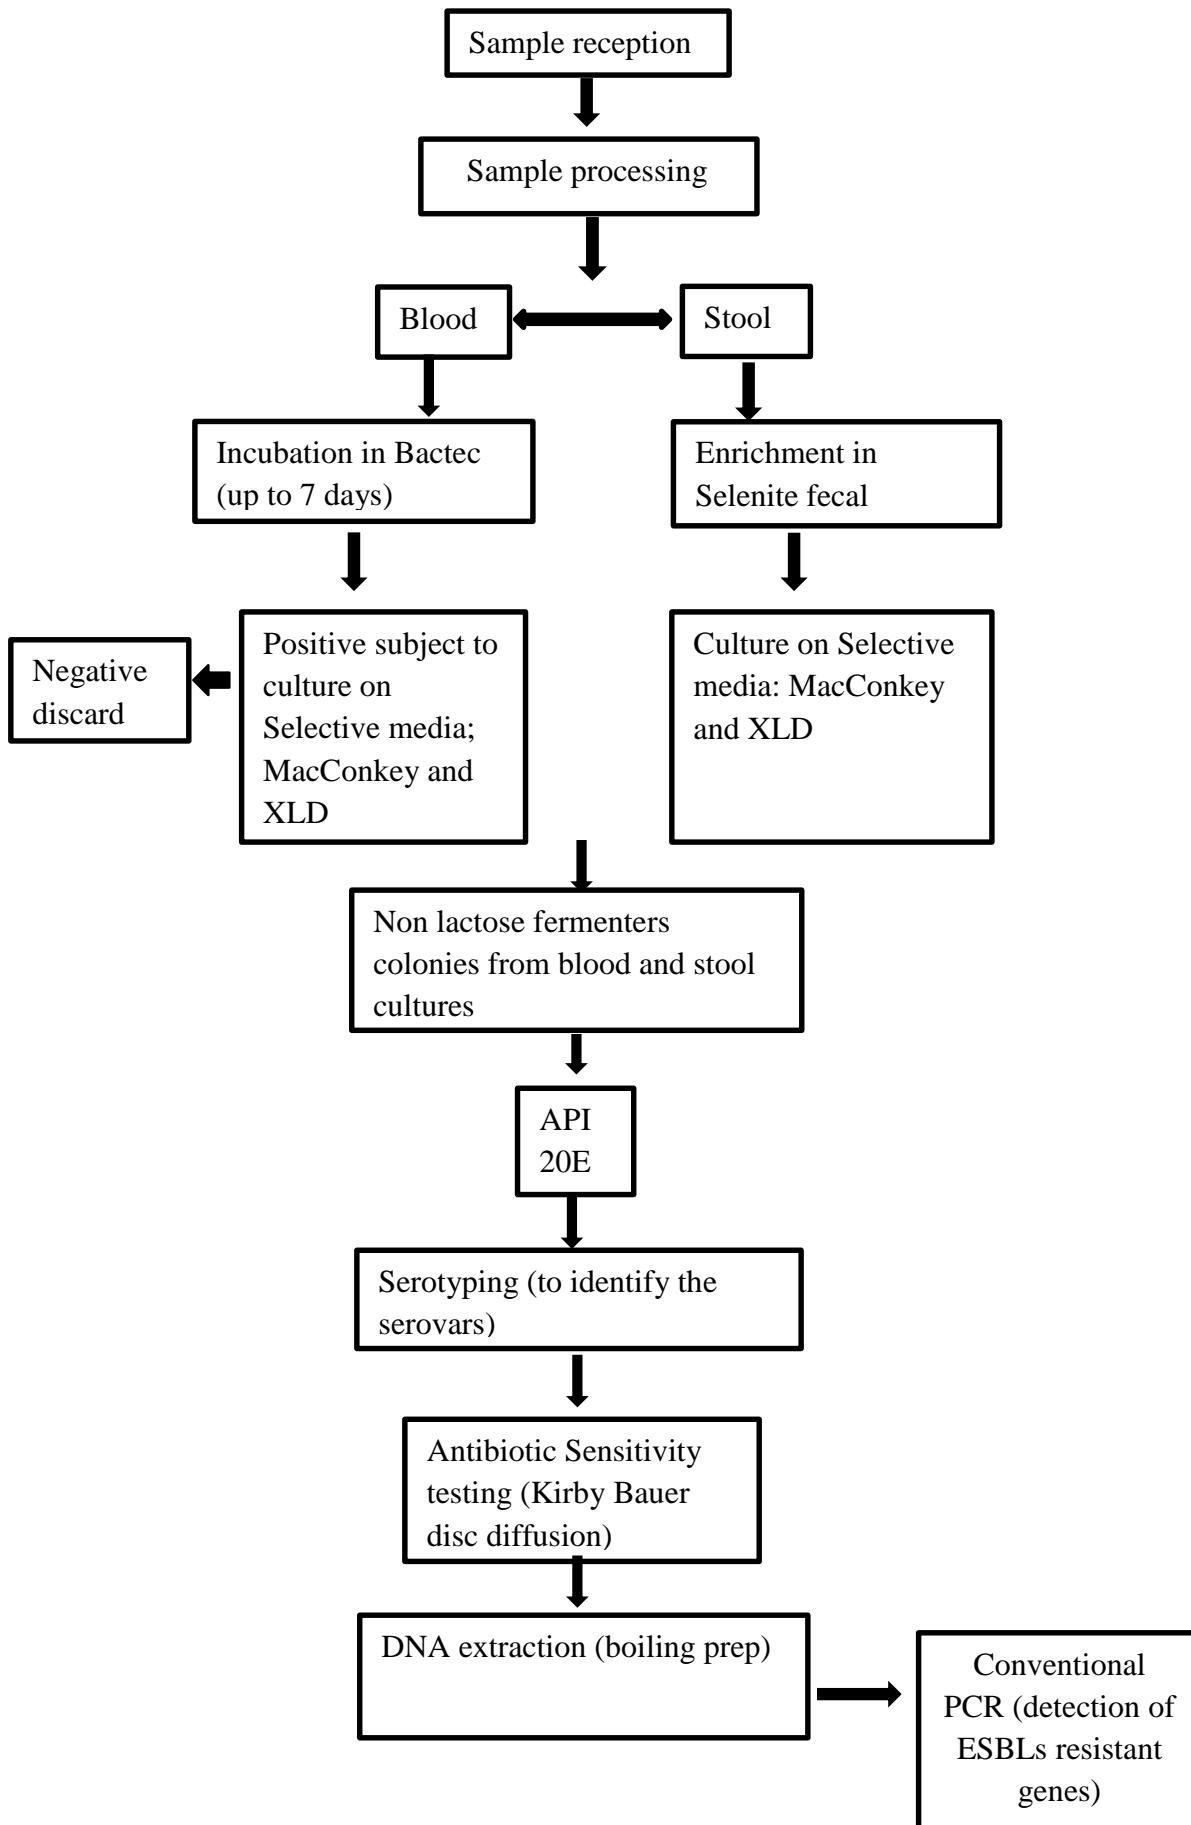 Sample reception
Sample processing
Blood
Stool
Incubation in Bactec
(up to 7 days)
Enrichment in
Selenite fecal
Negative
discard
Positive subject to
culture on
Selective media;
MacConkey and
XLD
Culture on Selective
media: MacConkey
and XLD
Non lactose fermenters
colonies from blood and stool
cultures
API
20E
Serotyping (to identify the
serovars)
Antibiotic Sensitivity
testing (Kirby Bauer
disc diffusion)
DNA extraction (boiling prep)
Conventional
PCR (detection of
ESBLs resistant
genes)